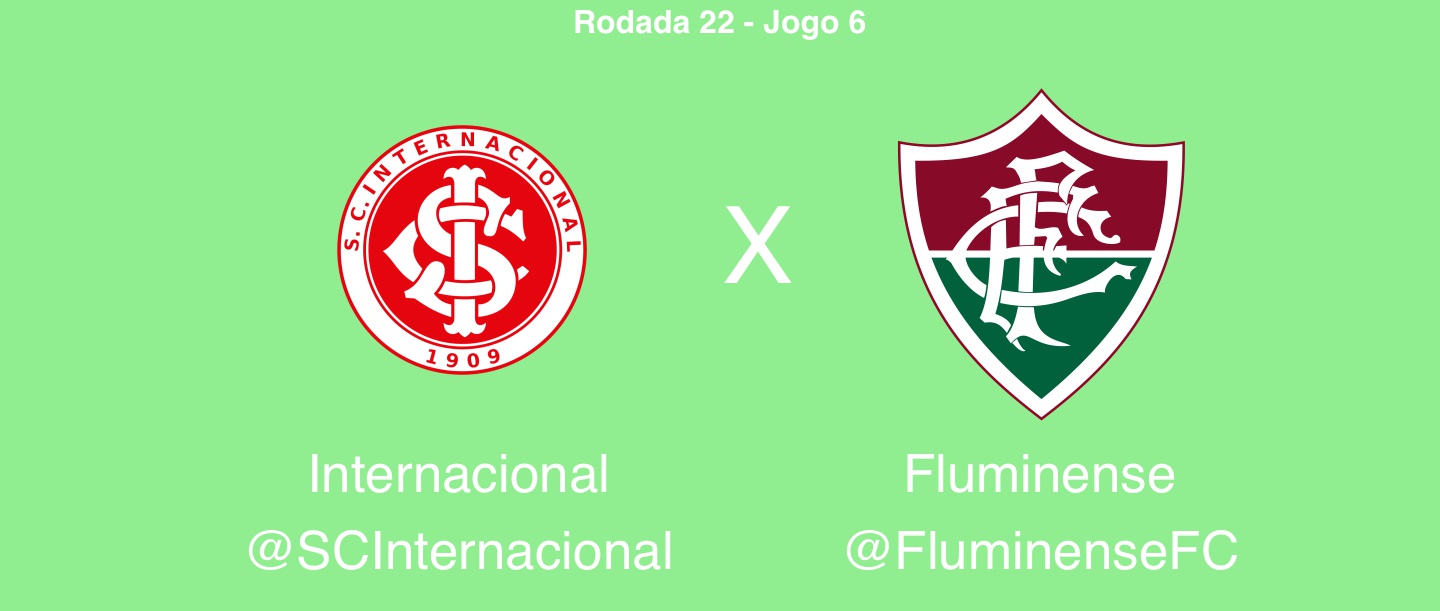 Rodada 22 - Jogo 6
S. C. INTERNACIONAL
1909
X
Internacional
Fluminense
@SCInternacional
@FluminenseFC